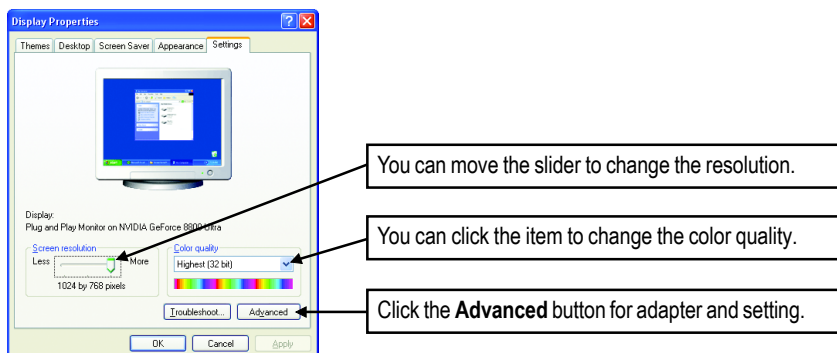 Display Properties
Themes Desktop Screen Saver Appearance Settings
You can move the slider to change the resolution.
Display:
Plug and Play Monitor on NVIDIA GeForce 8800 Ultra
You can click the item to change the color quality.
Screen resolution
Color quality
Less More
Highest (32 bit)
1024 by 768 pixels
Click the Advanced button for adapter and setting.
Troubleshoot... Advanced
OK Cancel Apply